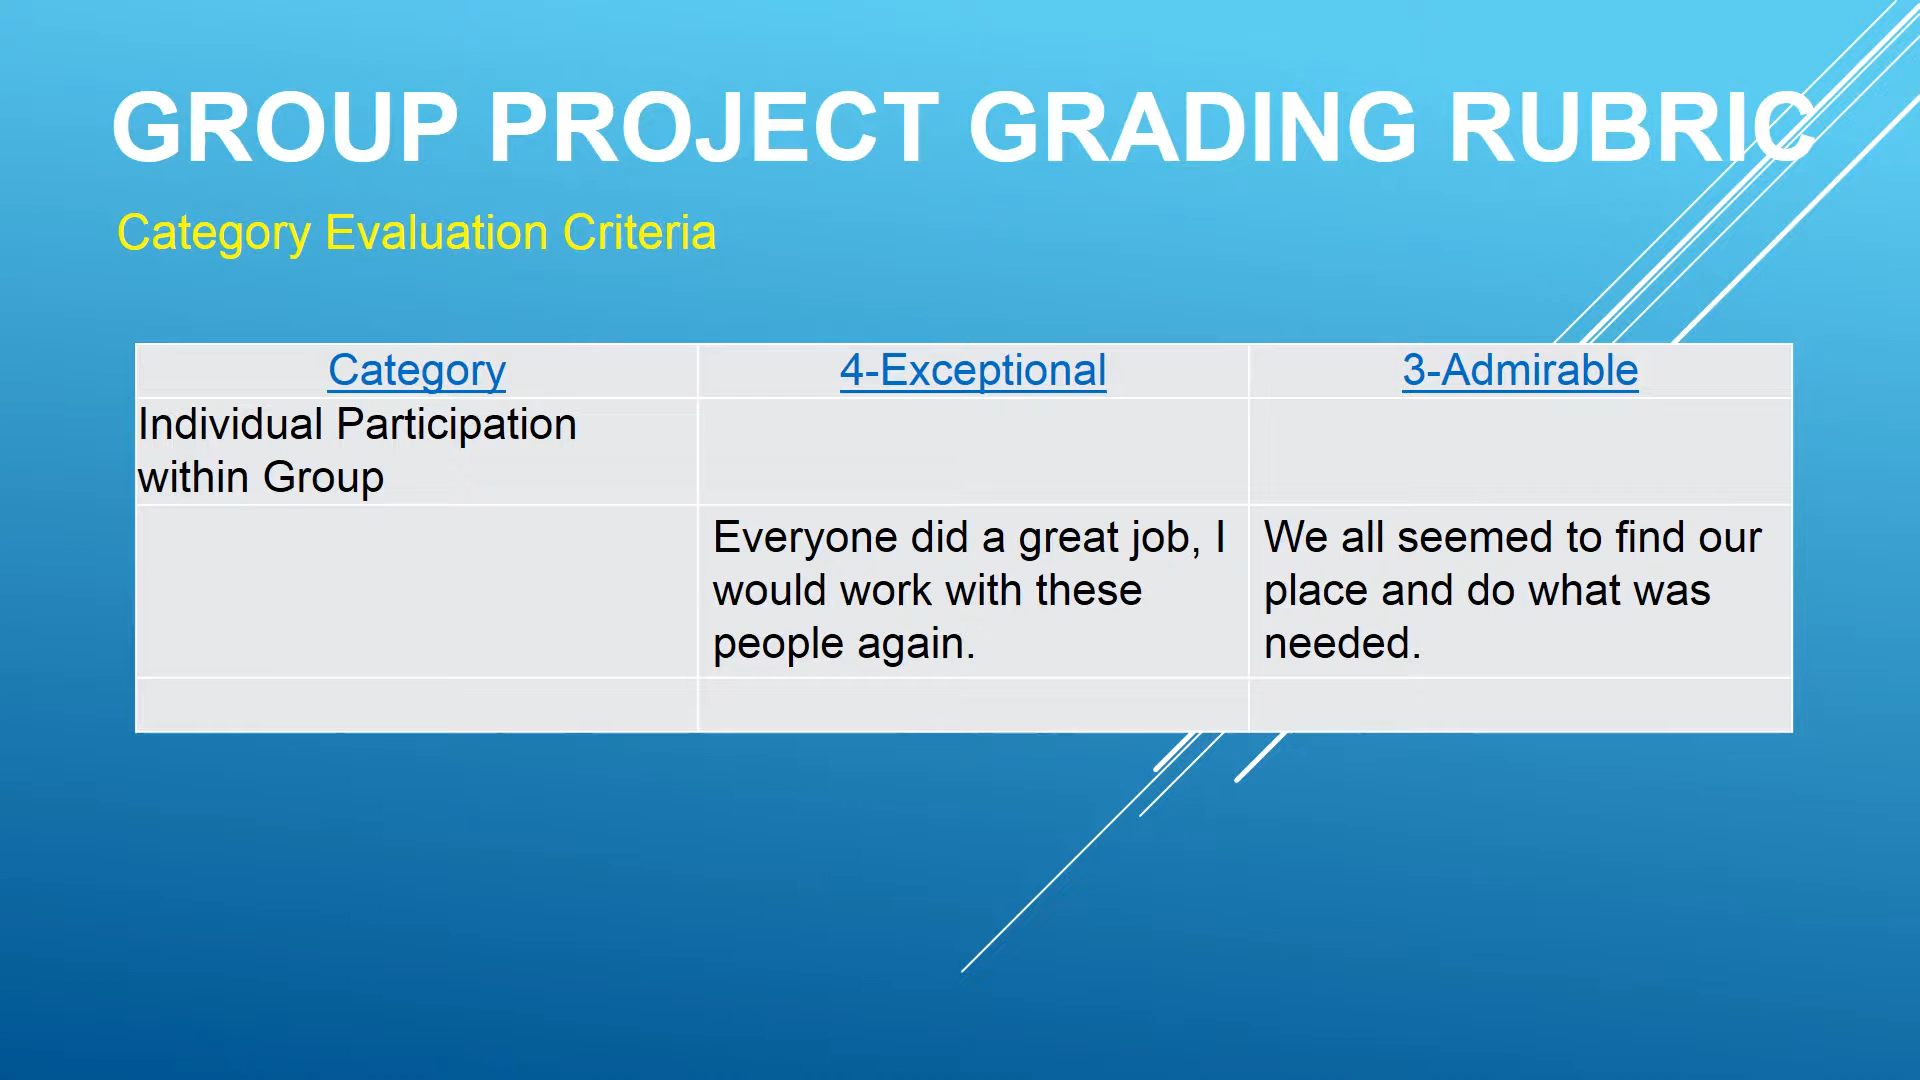 GROUP PROJECT GRADING RUBRIC
Category Evaluation Criteria
Category 4-Exceptional 3-Admirable
Individual Participation
within Group
Everyone did a great job, I
would work with these
people again.
We all seemed to find our
place and do what was
needed.